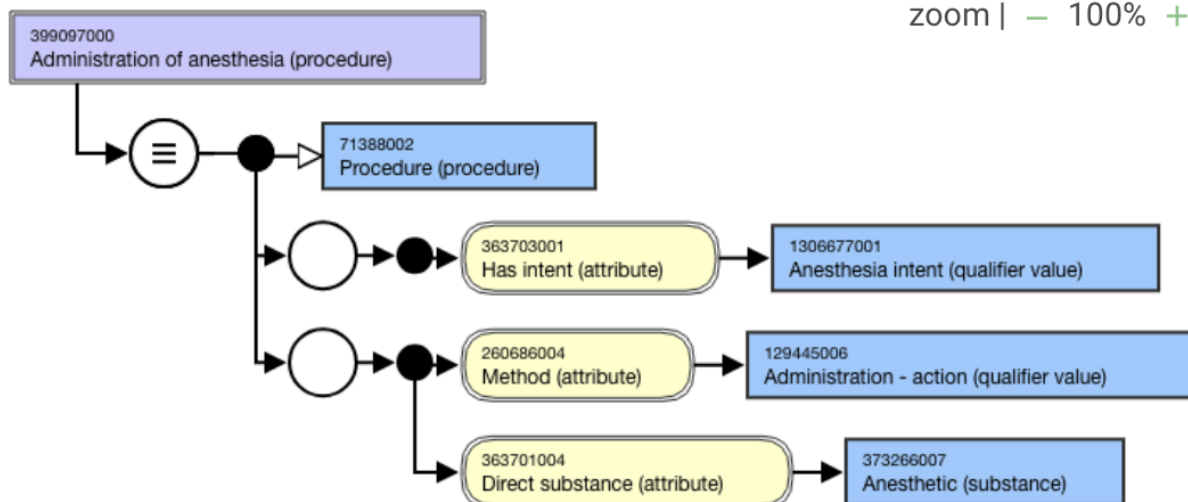 zoom | − 100% +
399097000
Administration of anesthesia (procedure)
71388002
Procedure (procedure)
363703001
Has intent (attribute)
1306677001
Anesthesia intent (qualifier value)
260686004
Method (attribute)
129445006
Administration - action (qualifier value)
363701004
Direct substance (attribute)
373266007
Anesthetic (substance)